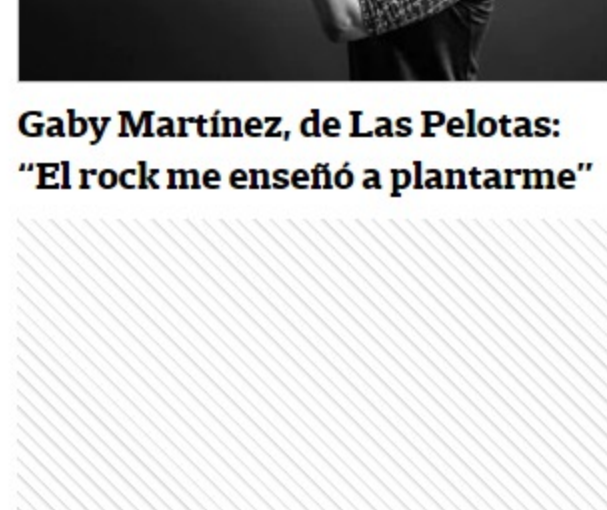 Gaby Martínez, de Las Pelotas:
“El rock me enseñó a plantarme”